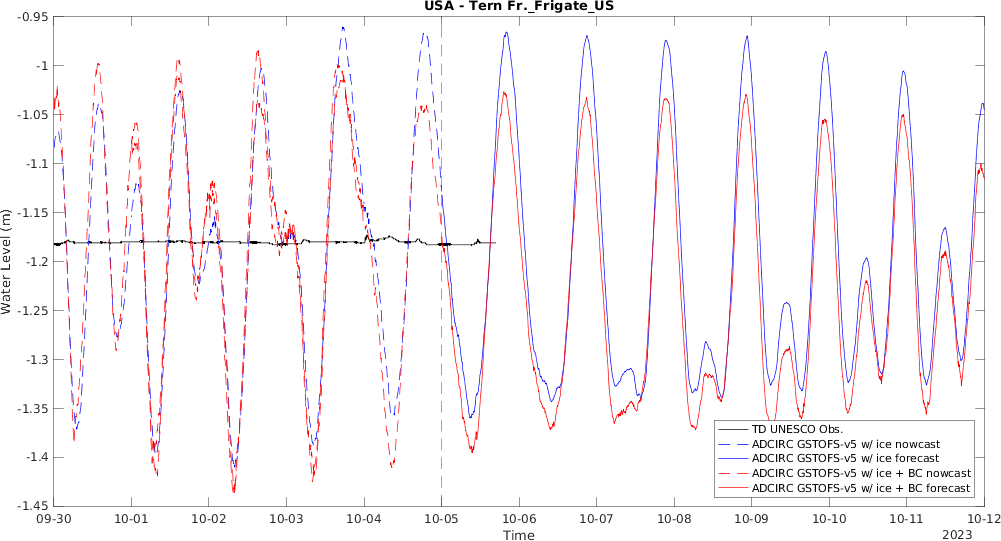 USA - Tern Fr._Frigate_US
-0.95
-1
-1.05
-1.1
-1.15
-1.2
-1.25
-1.3
-1.35
-1.4
-1.45
Water Level (m)
TD UNESCO Obs.
ADCIRC GSTOFS-v5 w/ ice nowcast
ADCIRC GSTOFS-v5 w/ ice forecast
ADCIRC GSTOFS-v5 w/ ice + BC nowcast
ADCIRC GSTOFS-v5 w/ ice + BC forecast
09-30 10-01 10-02 10-03 10-04 10-05 10-06 10-07 10-08 10-09 10-10 10-11 10-12
Time
2023